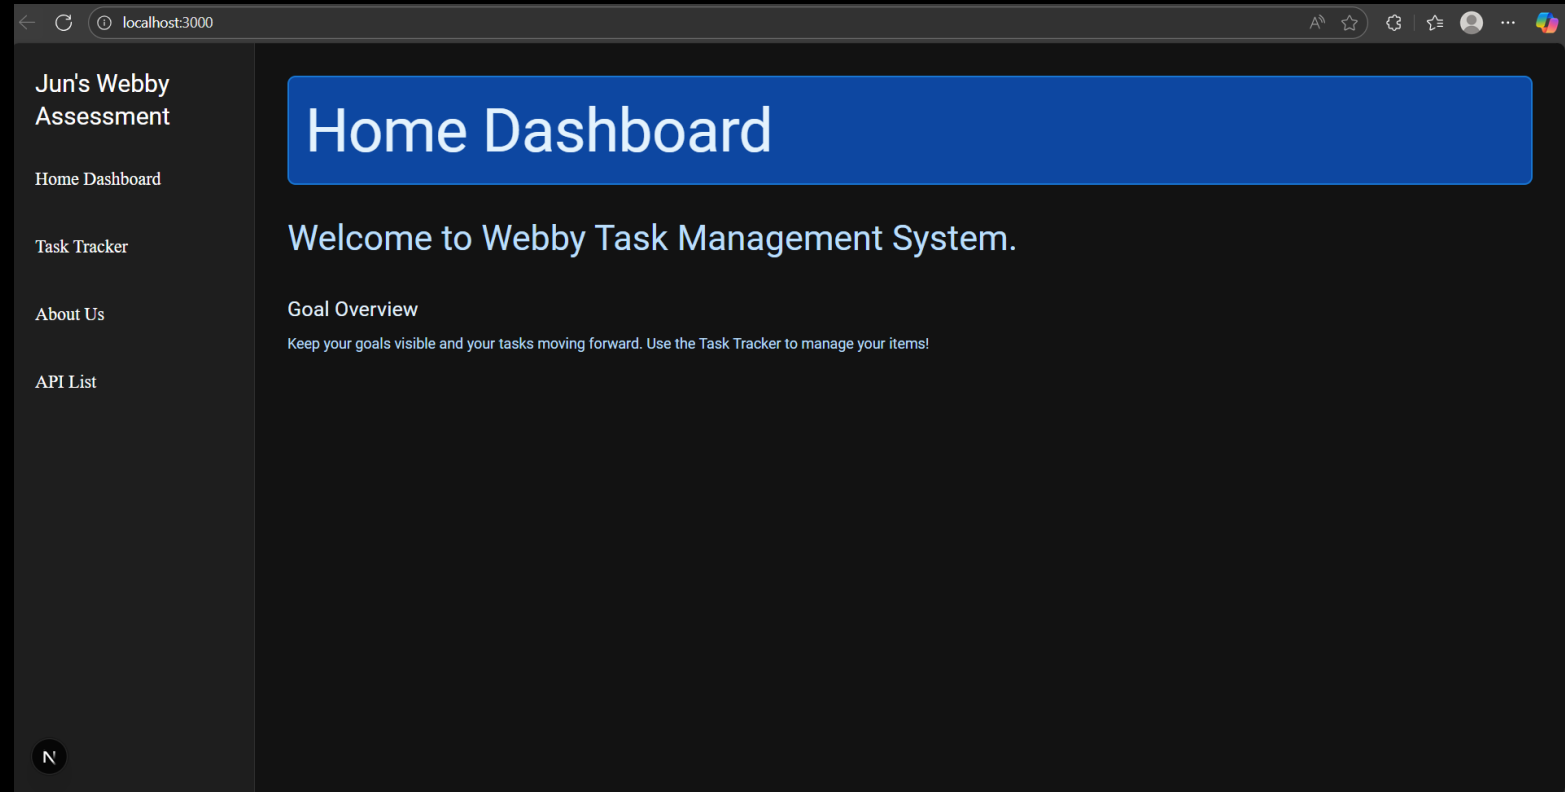 localhost:3000
Jun's Webby
Assessment
Home Dashboard
Task Tracker
About Us
API List
N
Home Dashboard
Welcome to Webby Task Management System.
Goal Overview
Keep your goals visible and your tasks moving forward. Use the Task Tracker to manage your items!